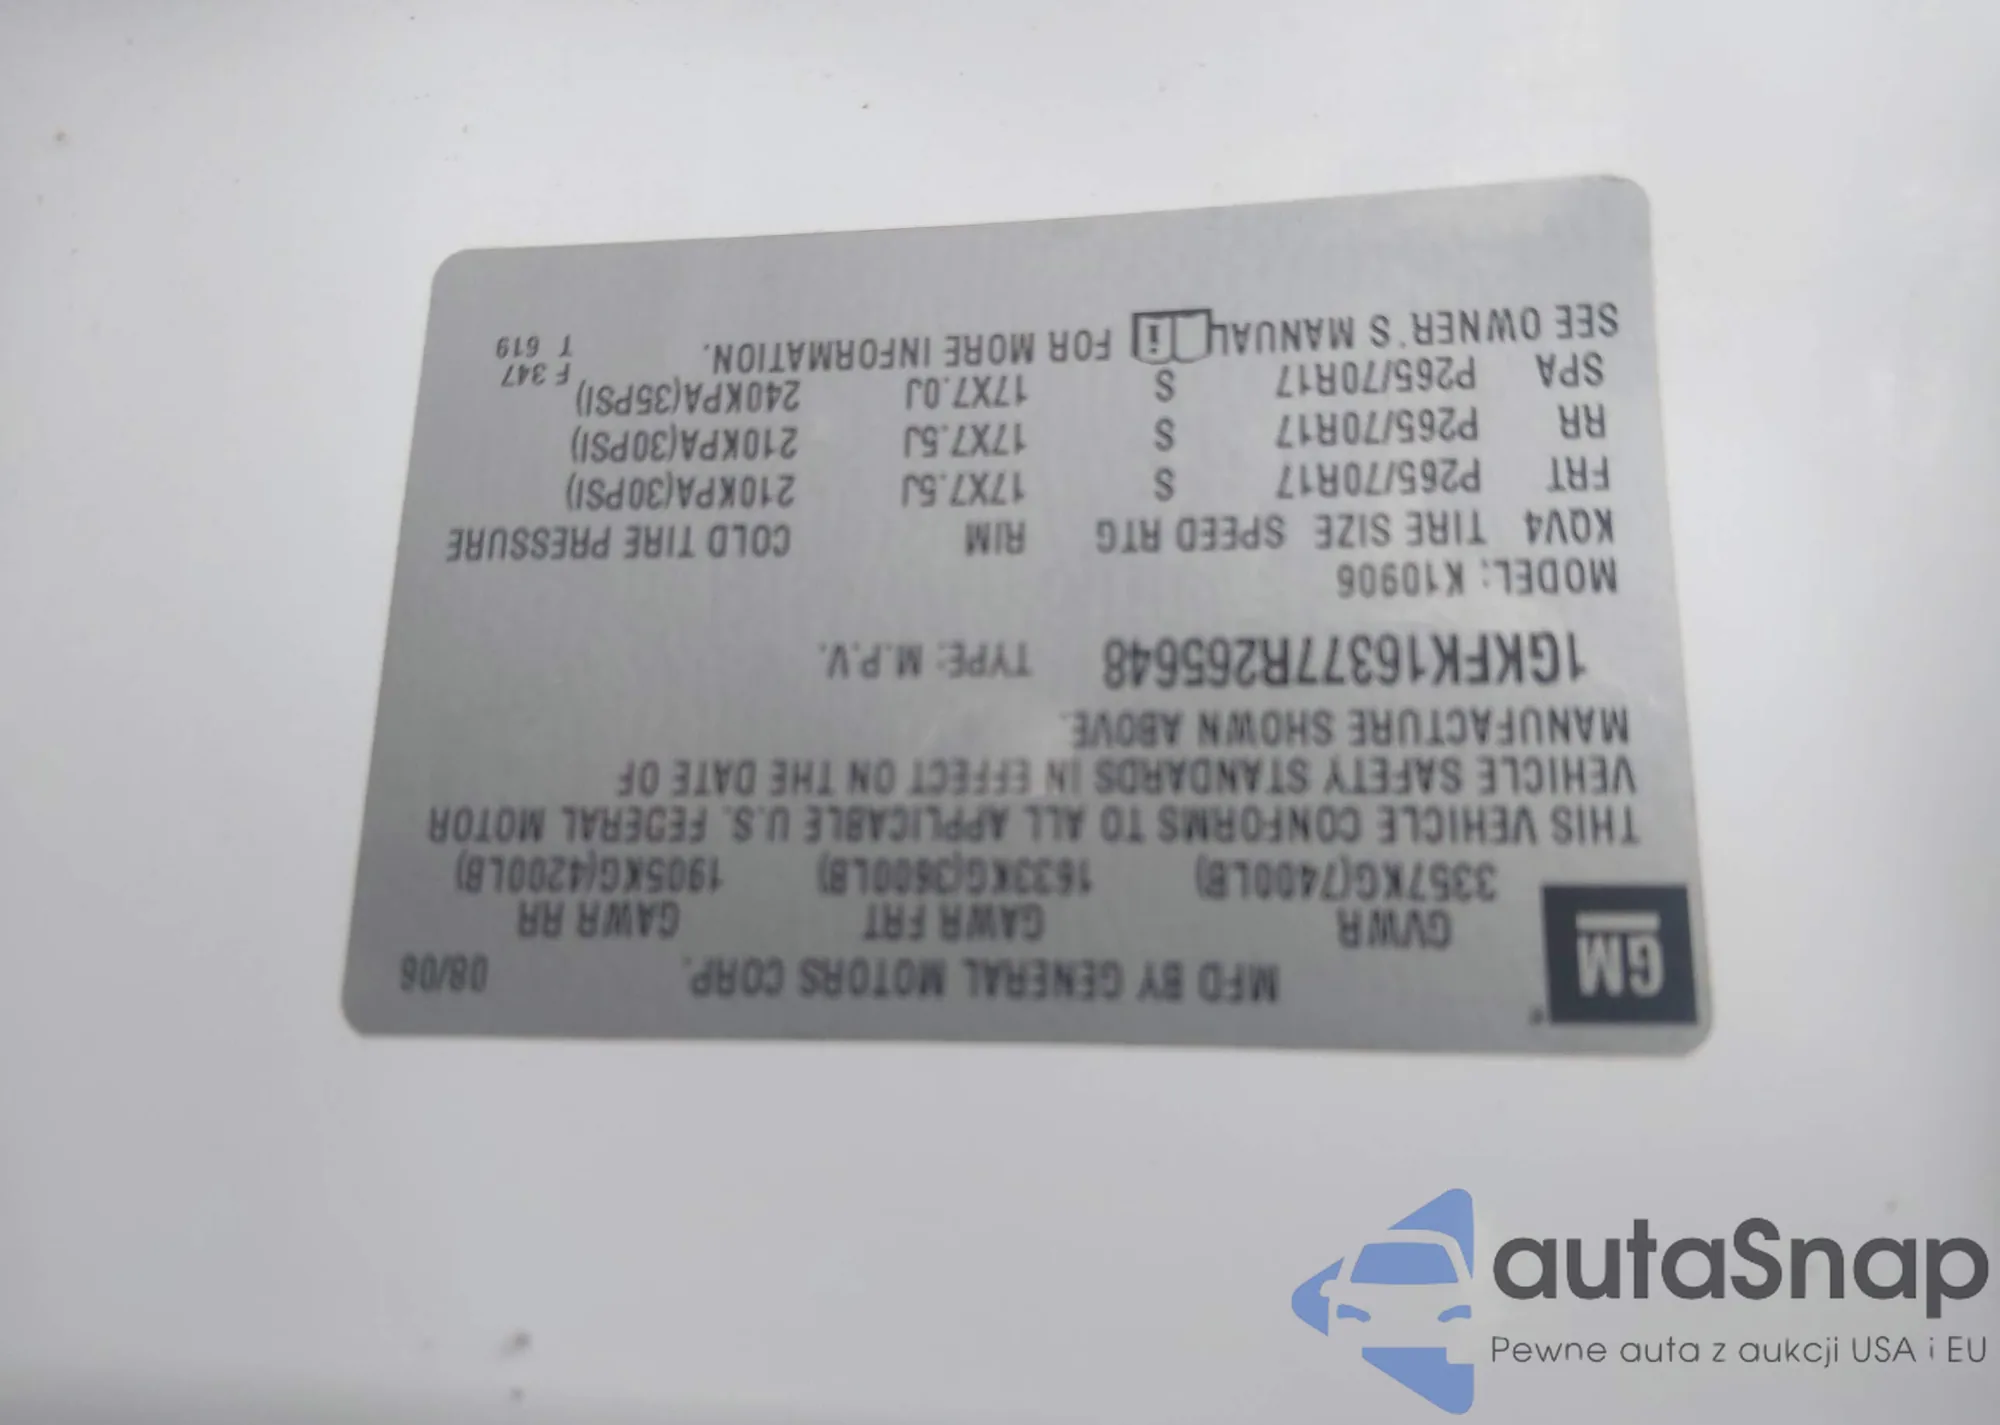 GM
MFD BY GENERAL MOTORS CORP. 08/06
GVWR GAWR FRT GAWR RR
3357KG(7400LB) 1633KG(3600LB) 1905KG(4200LB)
THIS VEHICLE CONFORMS TO ALL APPLICABLE U.S. FEDERAL MOTOR
VEHICLE SAFETY STANDARDS IN EFFECT ON THE DATE OF
MANUFACTURE SHOWN ABOVE.
1GKFK16377R265648 TYPE: M.P.V.
MODEL: K10906
KQV4 TIRE SIZE SPEED RTG RIM COLD TIRE PRESSURE
FRT P265/70R17 S 17X7.5J 210KPA(30PSI)
RR P265/70R17 S 17X7.5J 210KPA(30PSI)
SPA P265/70R17 S 17X7.0J 240KPA(35PSI) F 347
SEE OWNER'S MANUAL i FOR MORE INFORMATION. T 619
autaSnap
Pewne auta z aukcji USA i EU